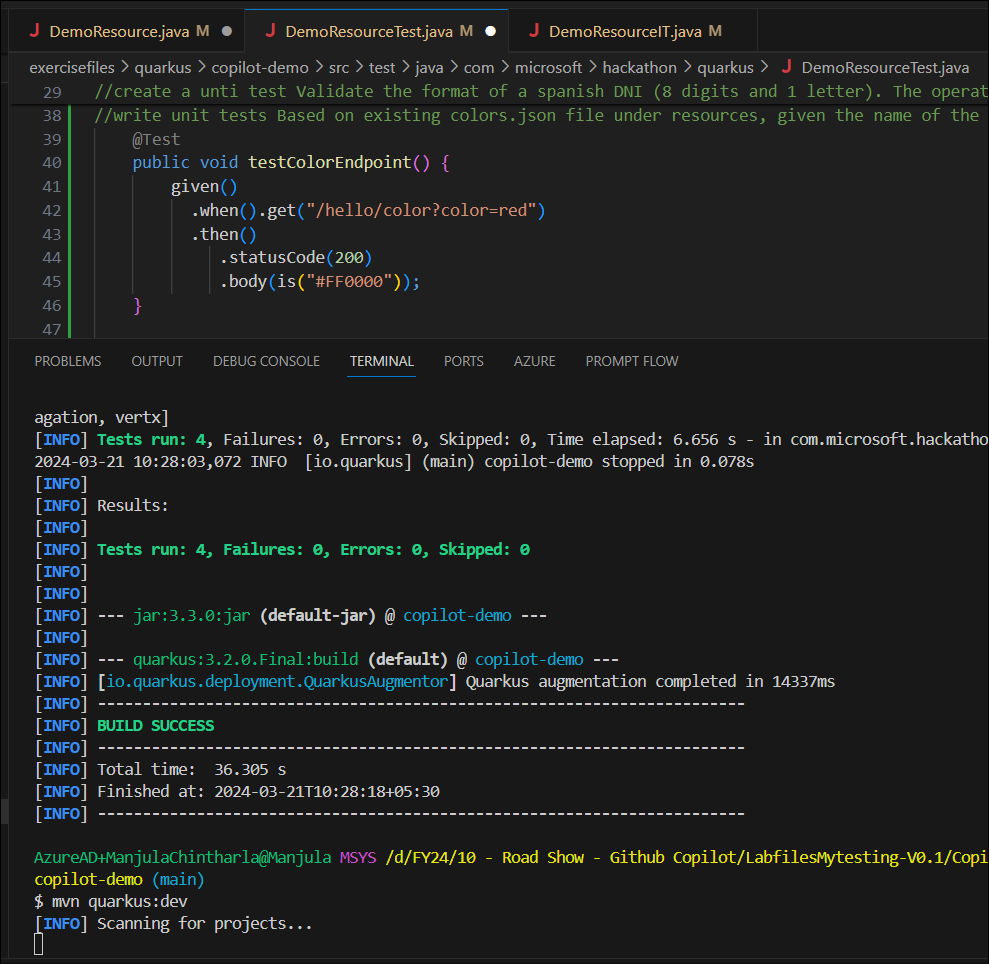 J DemoResource.java M ●
J DemoResourceTest.java M ●
J DemoResourceIT.java M
exercisefiles > quarkus > copilot-demo > src > test > java > com > microsoft > hackathon > quarkus > J DemoResourceTest.java
29 //create a unti test Validate the format of a spanish DNI (8 digits and 1 letter). The operat
38 //write unit tests Based on existing colors.json file under resources, given the name of the
39 @Test
40 public void testColorEndpoint() {
41 given()
42 .when().get("/hello/color?color=red")
43 .then()
44 .statusCode(200)
45 .body(is("#FF0000"));
46 }
47
PROBLEMS OUTPUT DEBUG CONSOLE TERMINAL PORTS AZURE PROMPT FLOW
agation, vertx]
[INFO] Tests run: 4, Failures: 0, Errors: 0, Skipped: 0, Time elapsed: 6.656 s - in com.microsoft.hackatho
2024-03-21 10:28:03,072 INFO  [io.quarkus] (main) copilot-demo stopped in 0.078s
[INFO]
[INFO] Results:
[INFO]
[INFO] Tests run: 4, Failures: 0, Errors: 0, Skipped: 0
[INFO]
[INFO]
[INFO] --- jar:3.3.0:jar (default-jar) @ copilot-demo ---
[INFO]
[INFO] --- quarkus:3.2.0.Final:build (default) @ copilot-demo ---
[INFO] [io.quarkus.deployment.QuarkusAugmentor] Quarkus augmentation completed in 14337ms
[INFO] ------------------------------------------------------------------------
[INFO] BUILD SUCCESS
[INFO] ------------------------------------------------------------------------
[INFO] Total time:  36.305 s
[INFO] Finished at: 2024-03-21T10:28:18+05:30
[INFO] ------------------------------------------------------------------------
AzureAD+ManjulaChintharla@Manjula MSYS /d/FY24/10 - Road Show - Github Copilot/LabfilesMytesting-V0.1/Copi
copilot-demo (main)
$ mvn quarkus:dev
[INFO] Scanning for projects...